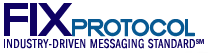 FIX PROTOCOL
INDUSTRY-DRIVEN MESSAGING STANDARD℠